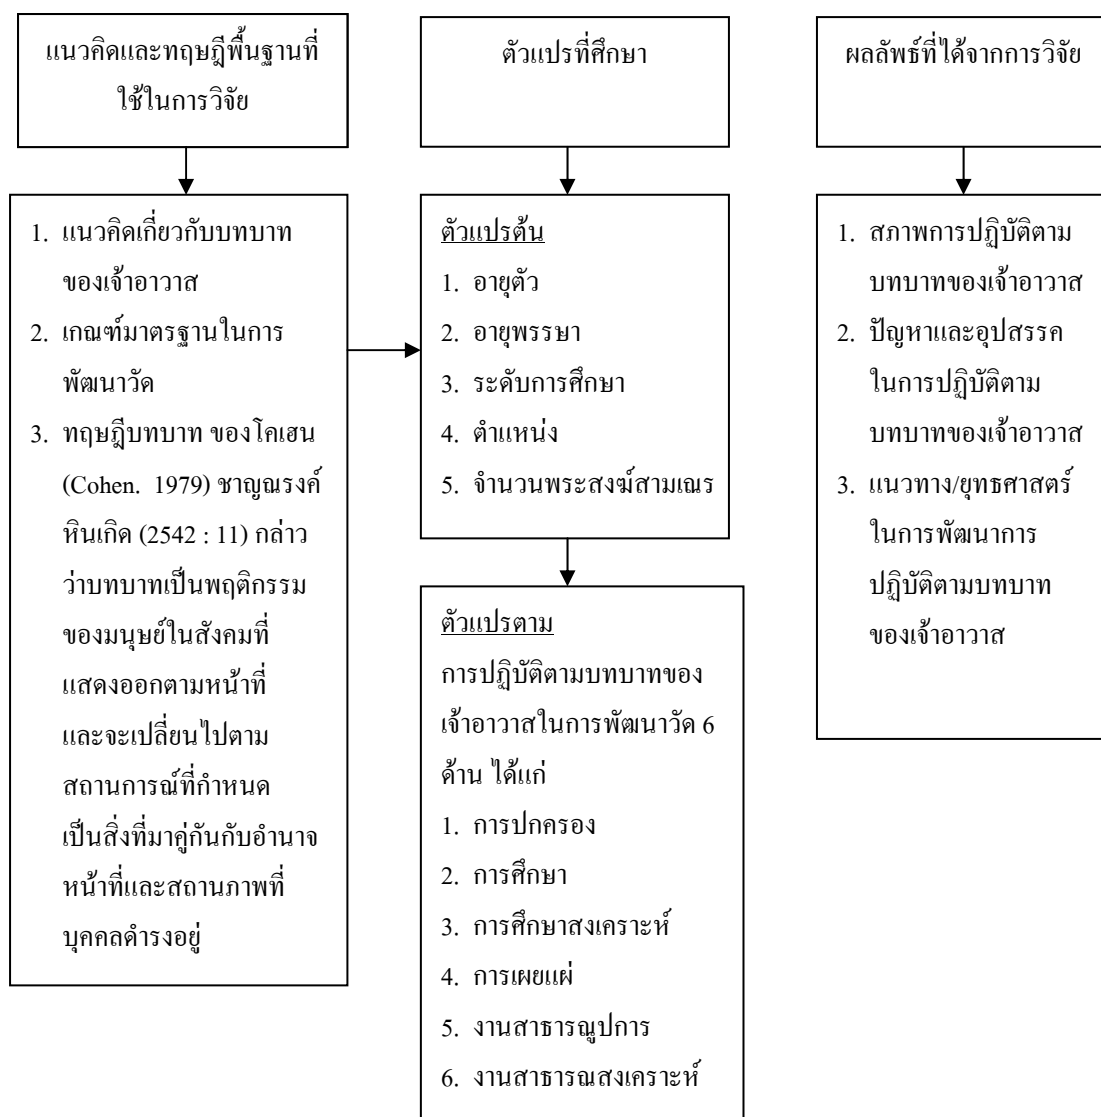 แนวคิดและทฤษฎีพื้นฐานที่
ใช้ในการวิจัย
1. แนวคิดเกี่ยวกับบทบาท
ของเจ้าอาวาส
2. เกณฑ์มาตรฐานในการ
พัฒนาวัด
3. ทฤษฎีบทบาท ของโคเฮน
(Cohen. 1979) ชาญณรงค์
หินเกิด (2542 : 11) กล่าว
ว่าบทบาทเป็นพฤติกรรม
ของมนุษย์ในสังคมที่
แสดงออกตามหน้าที่
และจะเปลี่ยนไปตาม
สถานการณ์ที่กำหนด
เป็นสิ่งที่มาคู่กันกับอำนาจ
หน้าที่และสถานภาพที่
บุคคลดำรงอยู่
ตัวแปรที่ศึกษา
ตัวแปรต้น
1. อายุตัว
2. อายุพรรษา
3. ระดับการศึกษา
4. ตำแหน่ง
5. จำนวนพระสงฆ์สามเณร
ตัวแปรตาม
การปฏิบัติตามบทบาทของ
เจ้าอาวาสในการพัฒนาวัด 6
ด้าน ได้แก่
1. การปกครอง
2. การศึกษา
3. การศึกษาสงเคราะห์
4. การเผยแผ่
5. งานสาธารณูปการ
6. งานสาธารณสงเคราะห์
ผลลัพธ์ที่ได้จากการวิจัย
1. สภาพการปฏิบัติตาม
บทบาทของเจ้าอาวาส
2. ปัญหาและอุปสรรค
ในการปฏิบัติตาม
บทบาทของเจ้าอาวาส
3. แนวทาง/ยุทธศาสตร์
ในการพัฒนาการ
ปฏิบัติตามบทบาท
ของเจ้าอาวาส